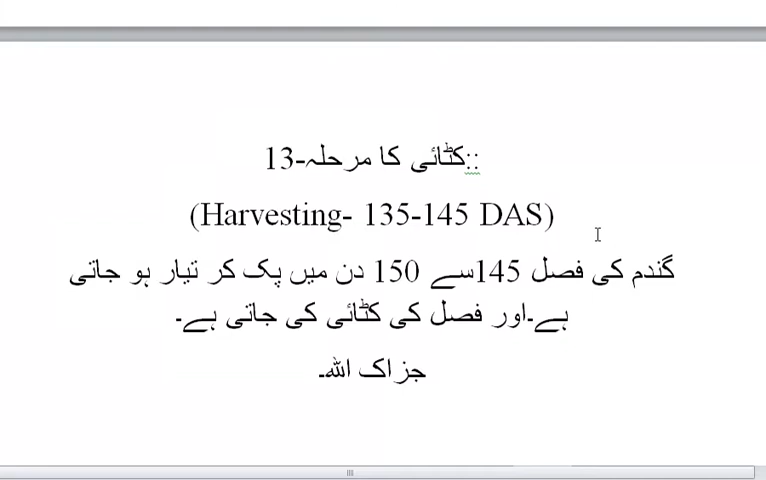 13-کٹائی کا مرحلہ::
(Harvesting- 135-145 DAS)
گندم کی فصل 145سے 150 دن میں پک کر تیار ہو جاتی
ہے۔اور فصل کی کٹائی کی جاتی ہے۔
جزاک اللہ۔